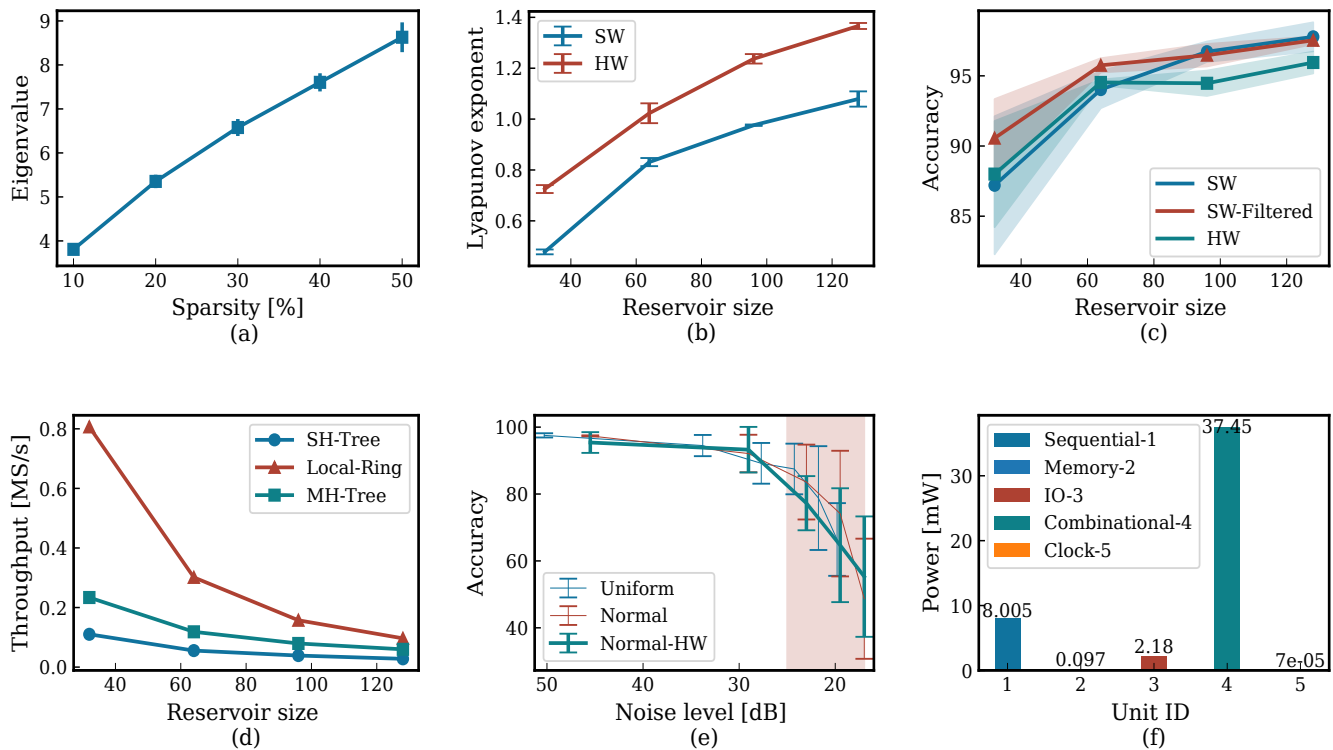 9
8
7
6
5
4
Eigenvalue
10 20 30 40 50
Sparsity [%]
(a)
1.4
1.2
1.0
0.8
0.6
Lyapunov exponent
SW
HW
40 60 80 100 120
Reservoir size
(b)
95
90
85
Accuracy
SW
SW-Filtered
HW
40 60 80 100 120
Reservoir size
(c)
0.8
0.6
0.4
0.2
0.0
Throughput [MS/s]
SH-Tree
Local-Ring
MH-Tree
40 60 80 100 120
Reservoir size
(d)
100
80
60
40
Accuracy
Uniform
Normal
Normal-HW
50 40 30 20
Noise level [dB]
(e)
30
20
10
0
Power [mW]
Sequential-1
Memory-2
IO-3
Combinational-4
Clock-5
8.005
0.097
2.18
37.45
7e-05
1 2 3 4 5
Unit ID
(f)